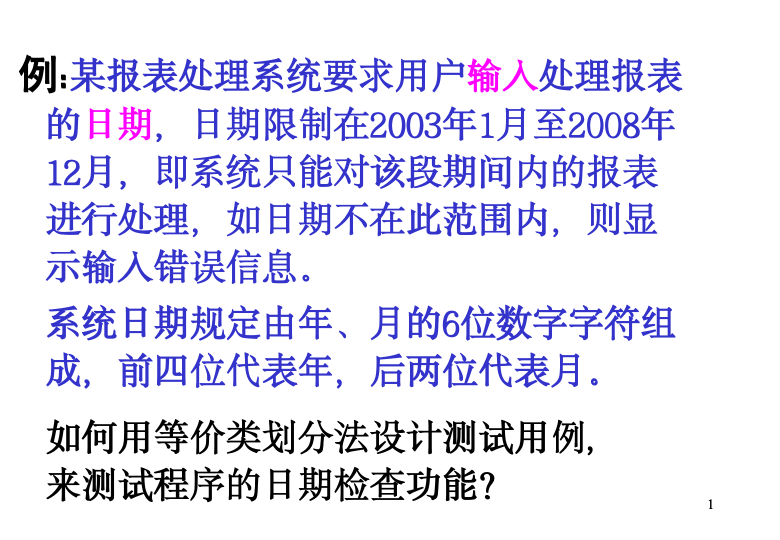 例:某报表处理系统要求用户输入处理报表
的日期，日期限制在2003年1月至2008年
12月，即系统只能对该段期间内的报表
进行处理，如日期不在此范围内，则显
示输入错误信息。
系统日期规定由年、月的6位数字字符组
成，前四位代表年，后两位代表月。
如何用等价类划分法设计测试用例，
来测试程序的日期检查功能?
1